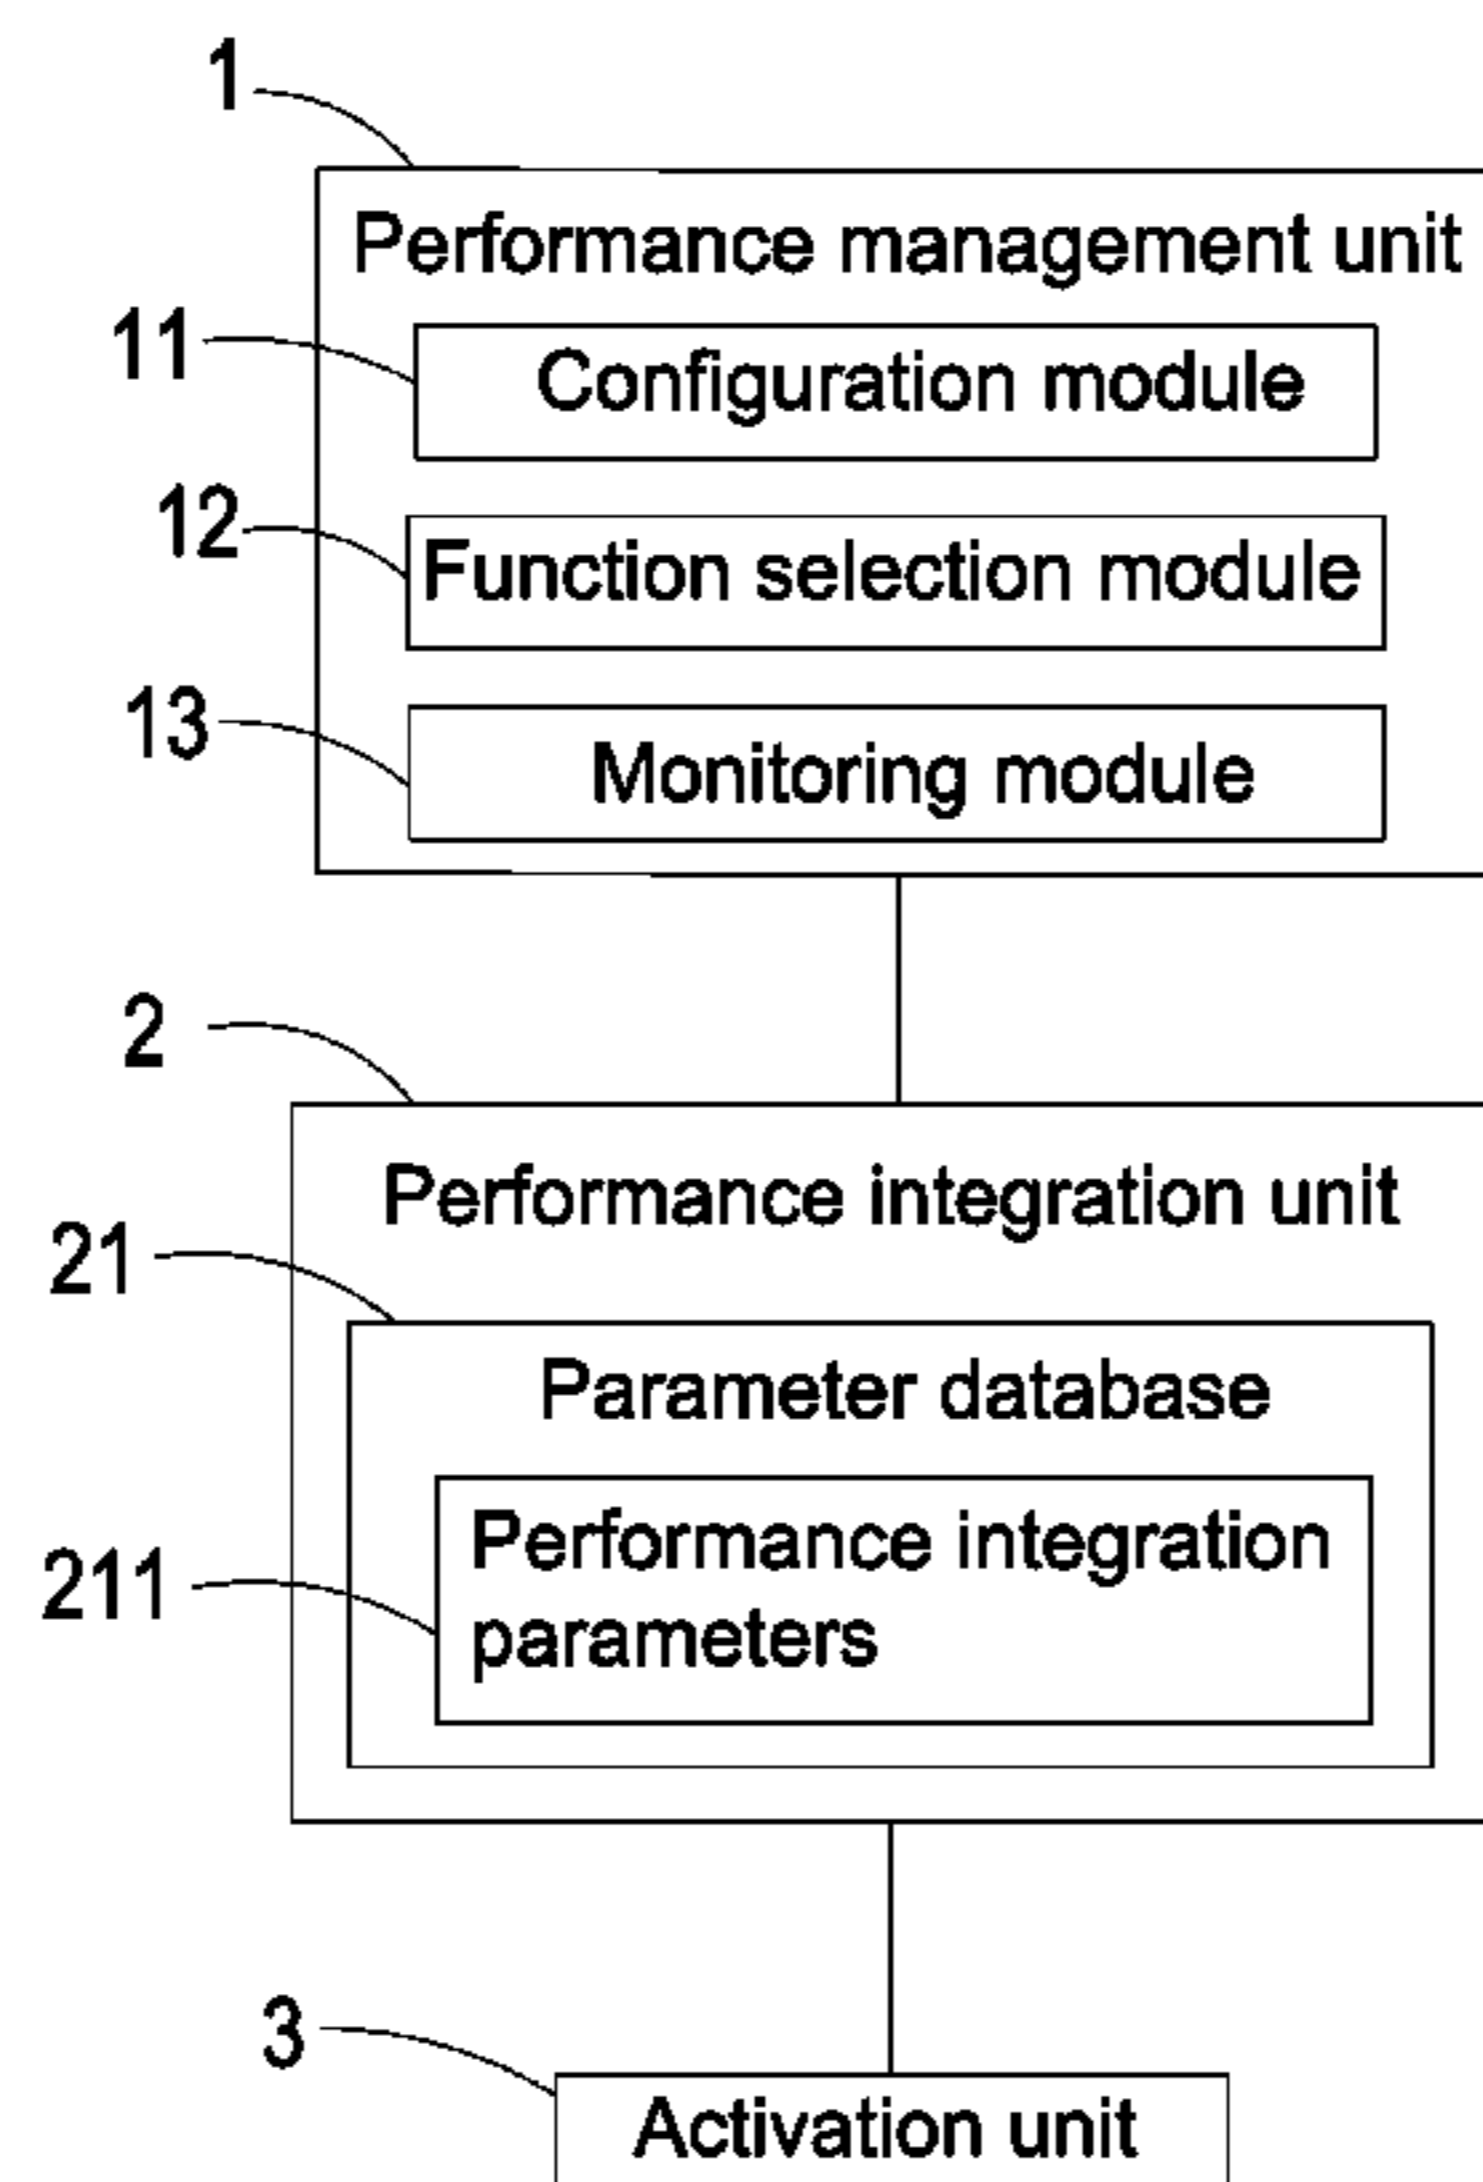 1
Performance management unit
11
Configuration module
12
Function selection module
13
Monitoring module
2
Performance integration unit
21
Parameter database
211
Performance integration
parameters
3
Activation unit